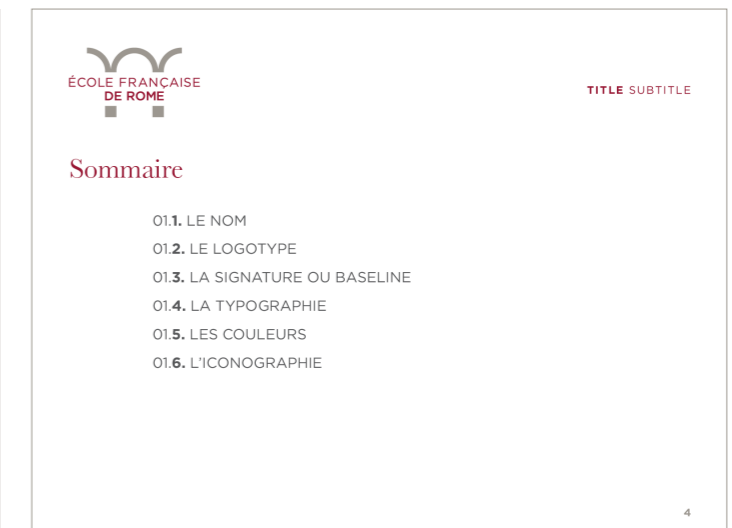 ÉCOLE FRANÇAISE
DE ROME
TITLE SUBTITLE
Sommaire
01.1. LE NOM
01.2. LE LOGOTYPE
01.3. LA SIGNATURE OU BASELINE
01.4. LA TYPOGRAPHIE
01.5. LES COULEURS
01.6. L’ICONOGRAPHIE
4